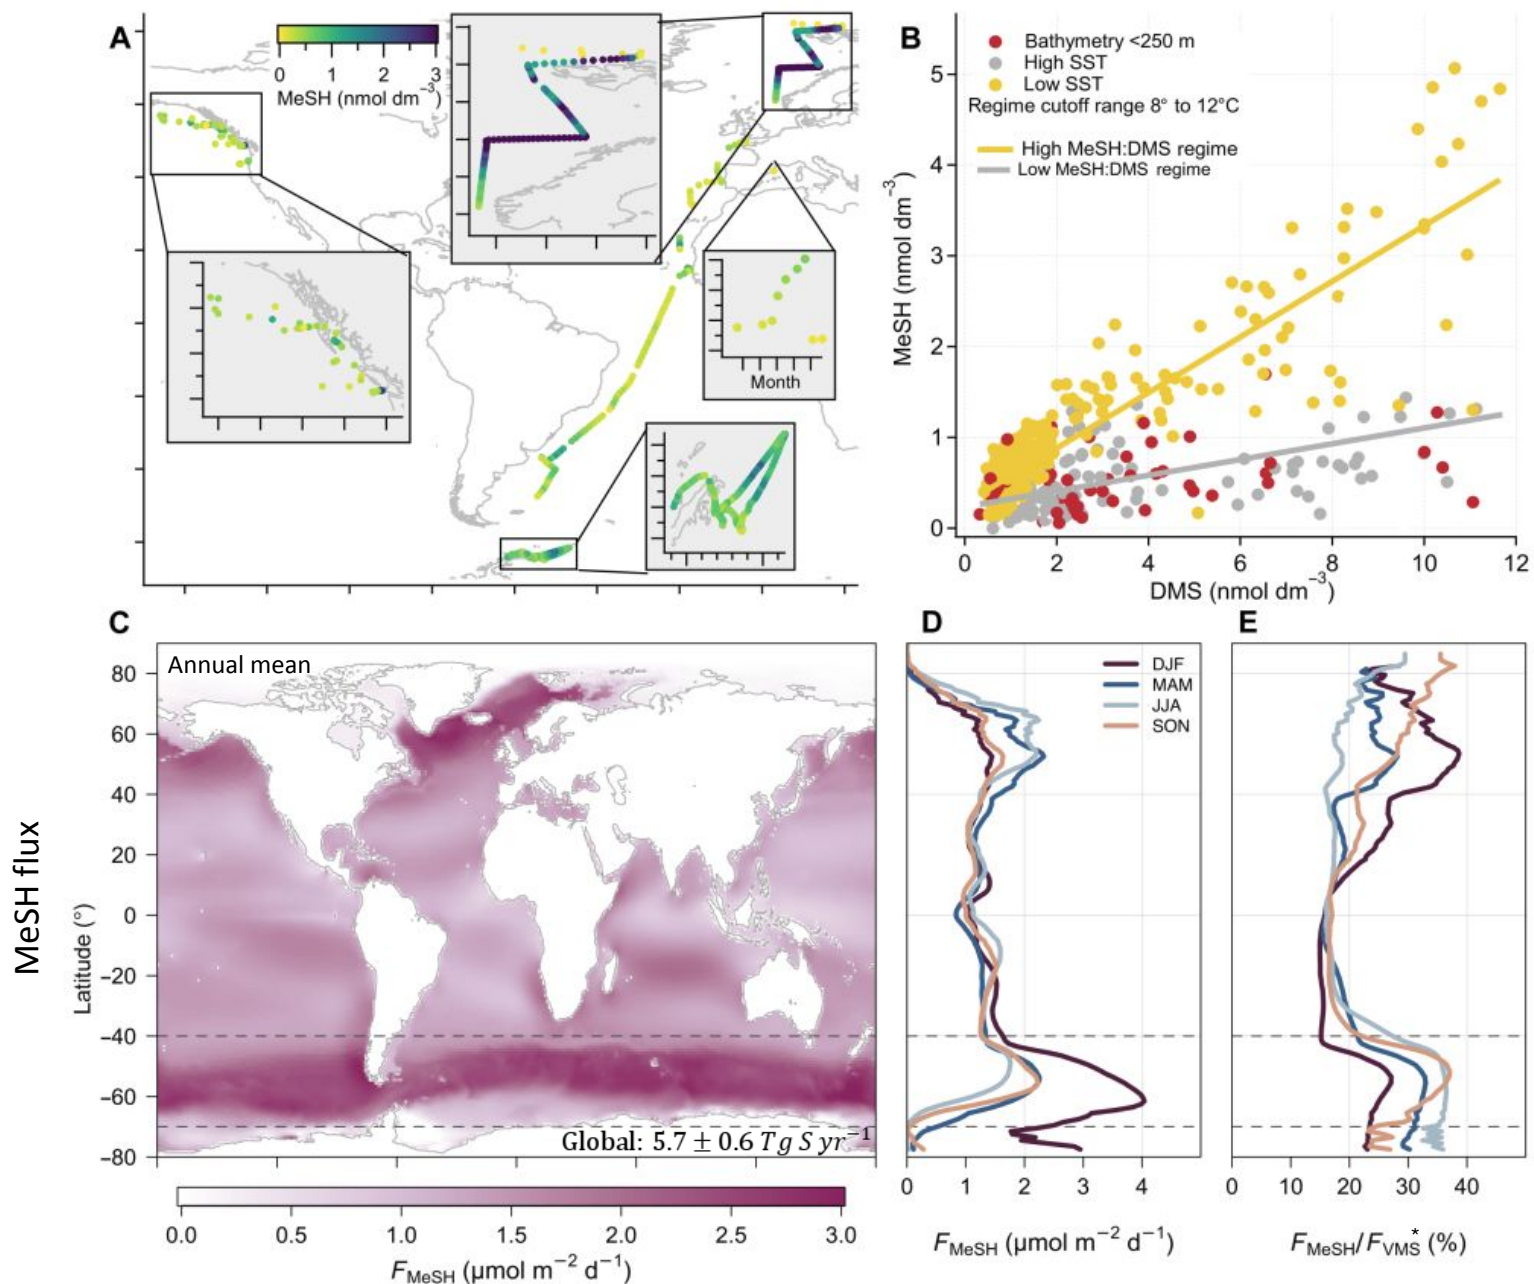 A
0 1 2 3
MeSH (nmol dm⁻³)
Month
B
Bathymetry <250 m
High SST
Low SST
Regime cutoff range 8° to 12°C
High MeSH:DMS regime
Low MeSH:DMS regime
MeSH (nmol dm⁻³)
5
4
3
2
1
0
0 2 4 6 8 10 12
DMS (nmol dm⁻³)
MeSH flux
C
Annual mean
Latitude (°)
80
60
40
20
0
−20
−40
−60
−80
Global: 5.7 ± 0.6 Tg S yr⁻¹
0.0 0.5 1.0 1.5 2.0 2.5 3.0
F_MeSH (µmol m⁻² d⁻¹)
D
DJF
MAM
JJA
SON
0 1 2 3 4
F_MeSH (µmol m⁻² d⁻¹)
E
0 10 20 30 40
F_MeSH/F_VMS* (%)